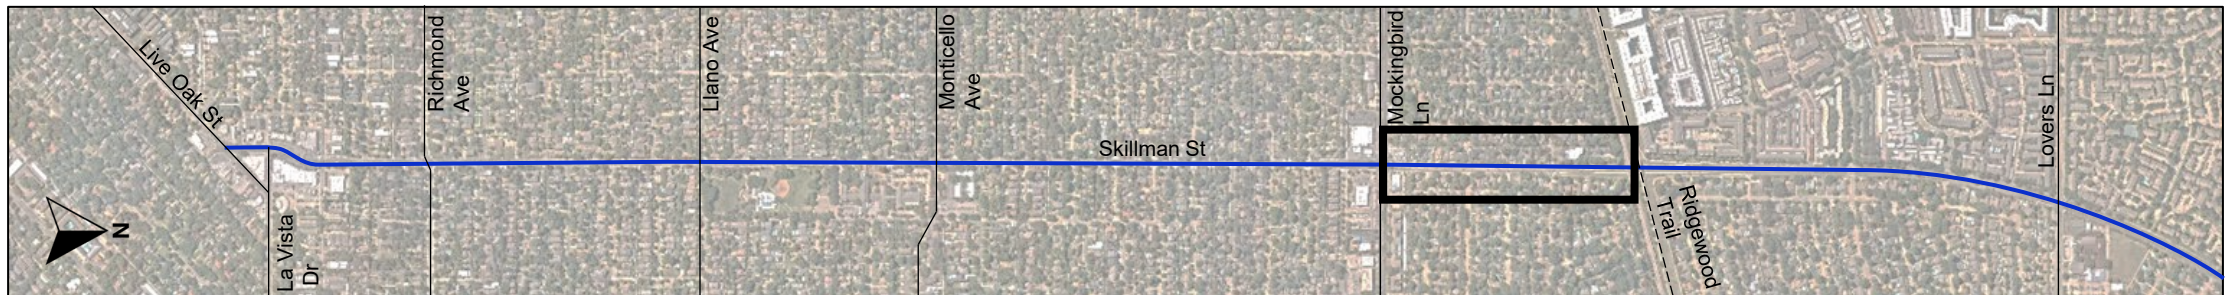 Live Oak St
La Vista
Dr
Richmond
Ave
Llano Ave
Monticello
Ave
Skillman St
Mockingbird
Ln
Ridgewood
Trail
Lovers Ln
N